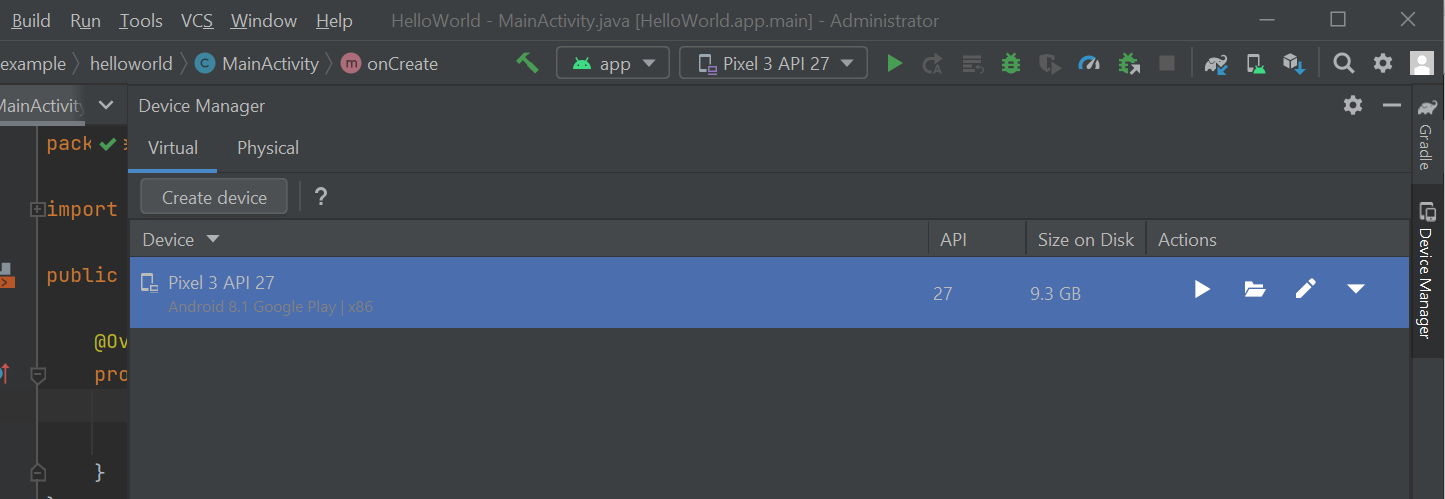 Build Run Tools VCS Window Help HelloWorld - MainActivity.java [HelloWorld.app.main] - Administrator
example helloworld C MainActivity m onCreate app Pixel 3 API 27
MainActivity Device Manager
Virtual Physical
Create device ?
Device API Size on Disk Actions
Pixel 3 API 27
Android 8.1 Google Play | x86
27 9.3 GB
pack
import
public
@Ov
pro
}
Gradle
Device Manager